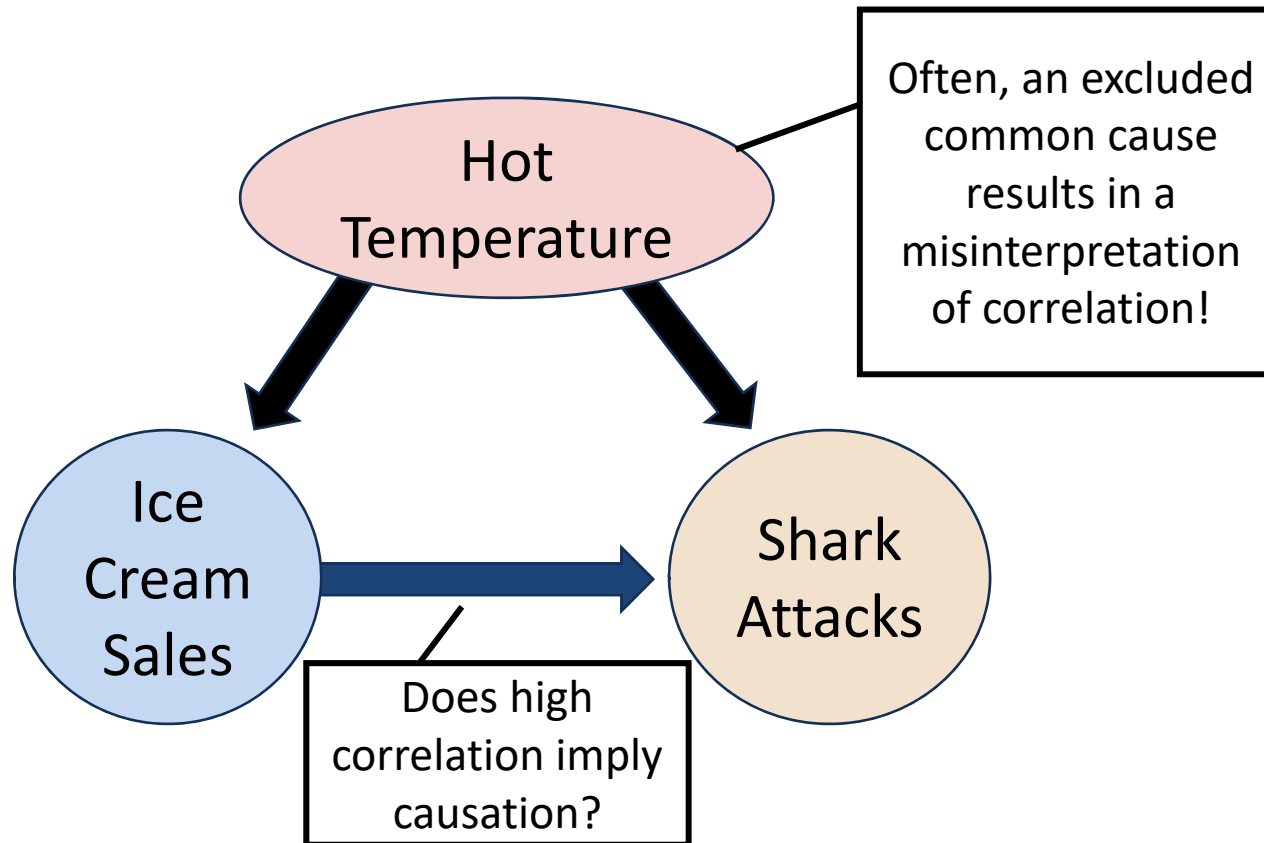 Hot
Temperature
Often, an excluded
common cause
results in a
misinterpretation
of correlation!
Ice
Cream
Sales
Shark
Attacks
Does high
correlation imply
causation?